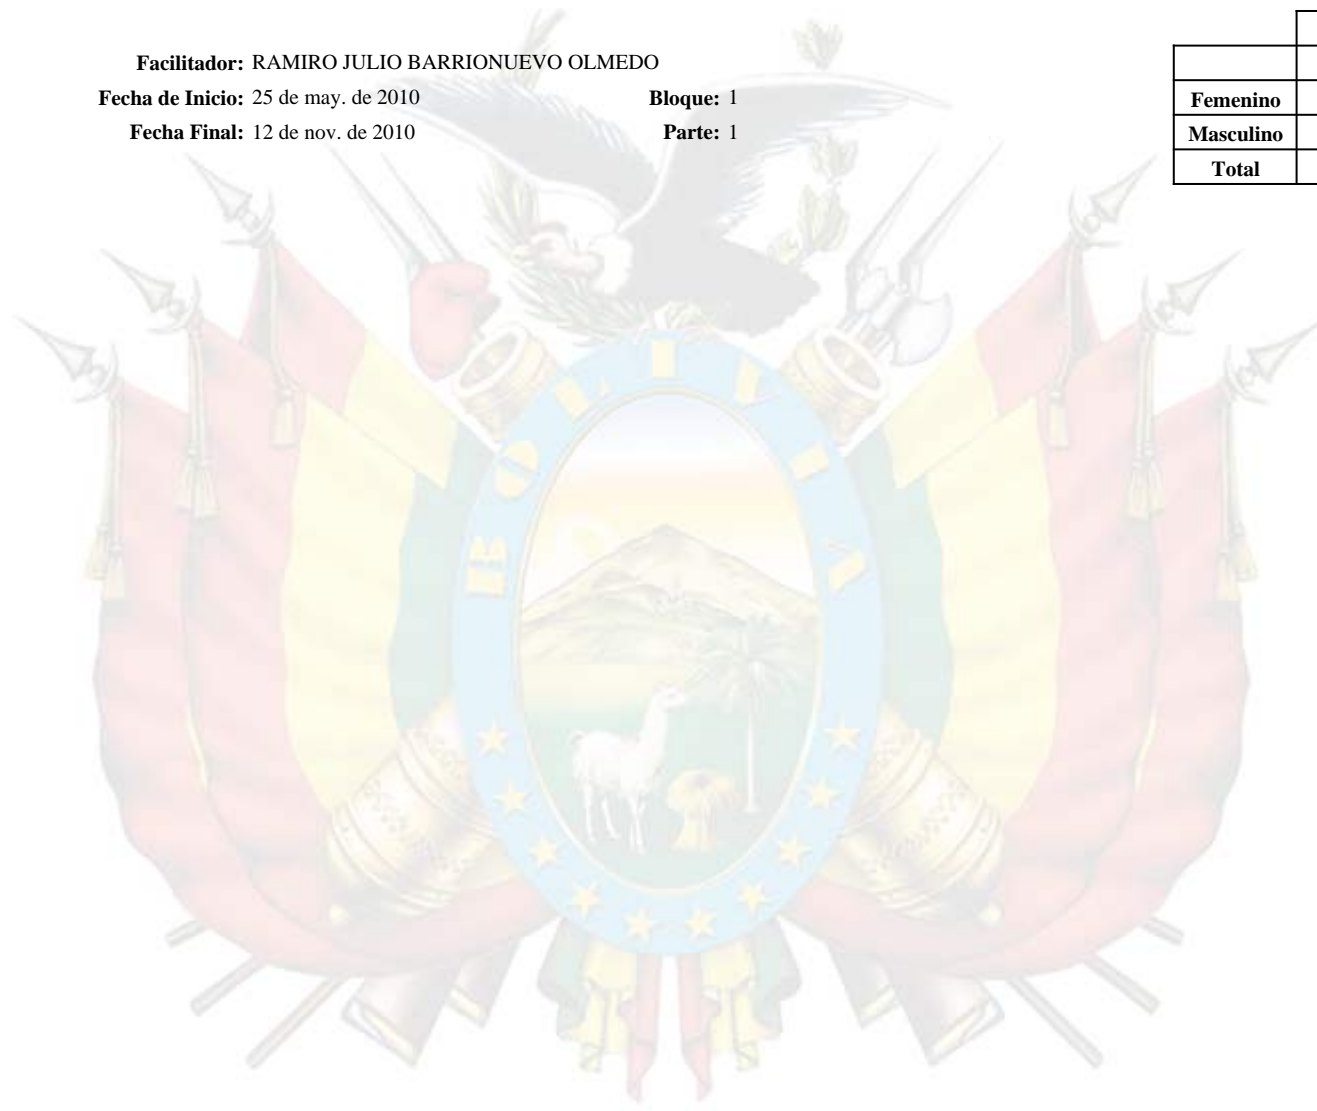 Facilitador: RAMIRO JULIO BARRIONUEVO OLMEDO
Fecha de Inicio: 25 de may. de 2010 Bloque: 1
Fecha Final: 12 de nov. de 2010 Parte: 1
Femenino
Masculino
Total
BOLIVIA